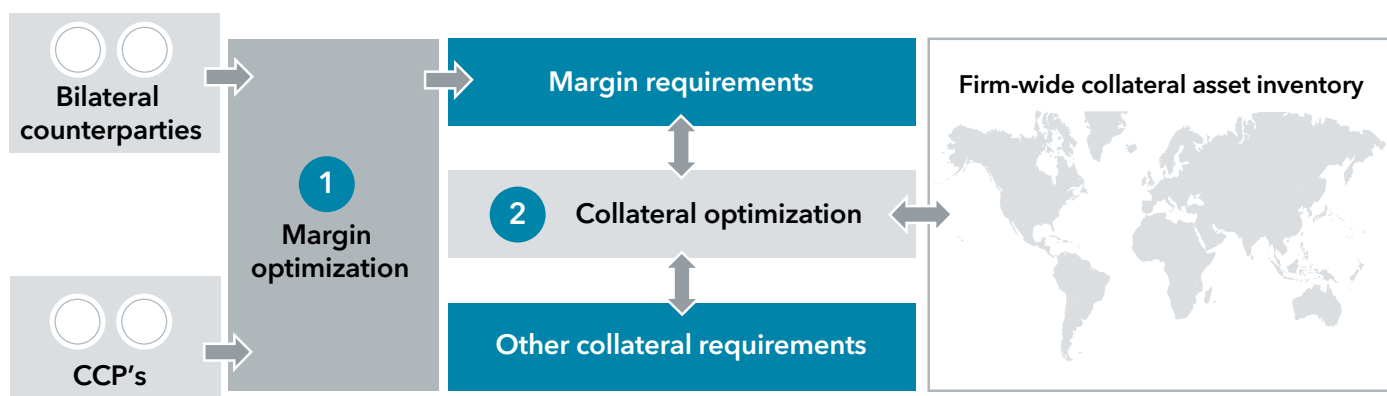 Bilateral
counterparties
CCP's
1
Margin
optimization
Margin requirements
2 Collateral optimization
Other collateral requirements
Firm-wide collateral asset inventory